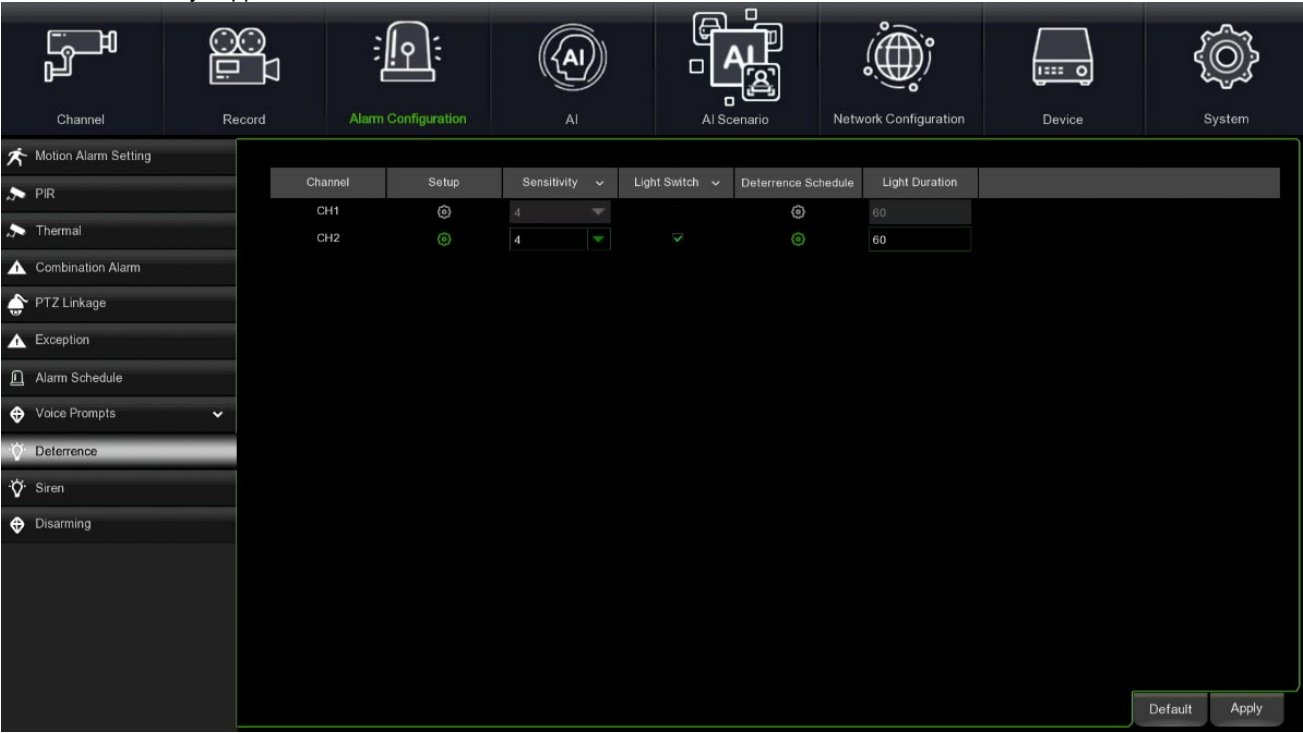 Channel Record Alarm Configuration AI AI Scenario Network Configuration Device System
Motion Alarm Setting
PIR
Thermal
Combination Alarm
PTZ Linkage
Exception
Alarm Schedule
Voice Prompts
Deterrence
Siren
Disarming
Channel Setup Sensitivity Light Switch Deterrence Schedule Light Duration
CH1 4 60
CH2 4 60
Default Apply